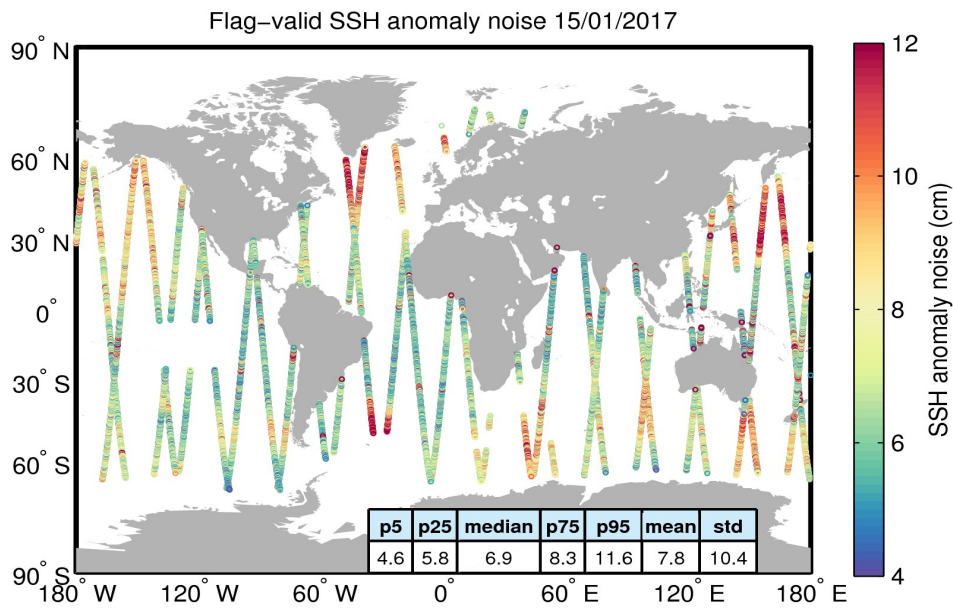 Flag−valid SSH anomaly noise 15/01/2017
90° N
60° N
30° N
0°
30° S
60° S
90° S
180° W
120° W
60° W
0°
60° E
120° E
180° E
p5 p25 median p75 p95 mean std
4.6 5.8 6.9 8.3 11.6 7.8 10.4
12
10
8
6
4
SSH anomaly noise (cm)